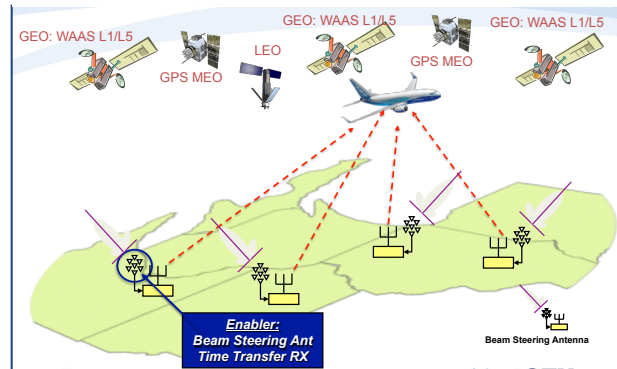 GEO: WAAS L1/L5
GEO: WAAS L1/L5
GEO: WAAS L1/L5
LEO
GPS MEO
GPS MEO
Enabler:
Beam Steering Ant
Time Transfer RX
Beam Steering Antenna